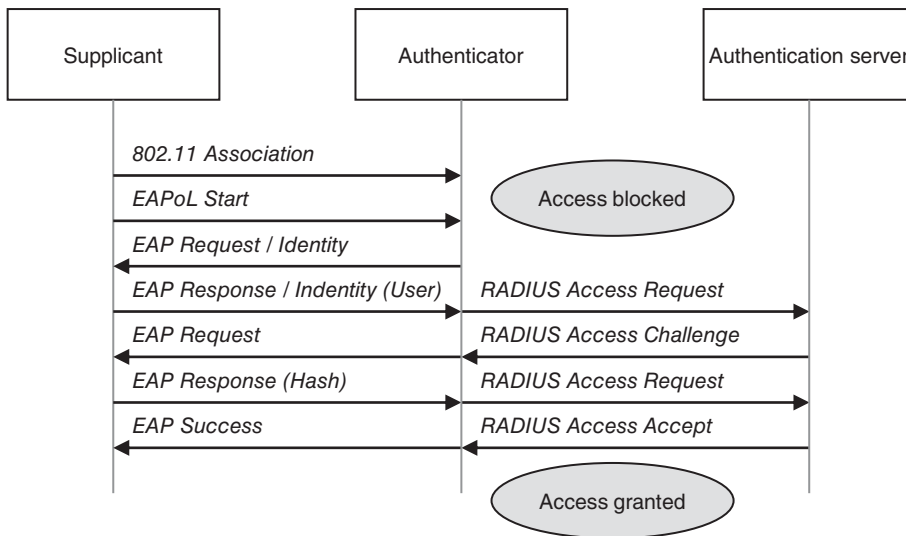 Supplicant
Authenticator
Authentication server
802.11 Association
EAPoL Start
Access blocked
EAP Request / Identity
EAP Response / Indentity (User)
RADIUS Access Request
EAP Request
RADIUS Access Challenge
EAP Response (Hash)
RADIUS Access Request
EAP Success
RADIUS Access Accept
Access granted